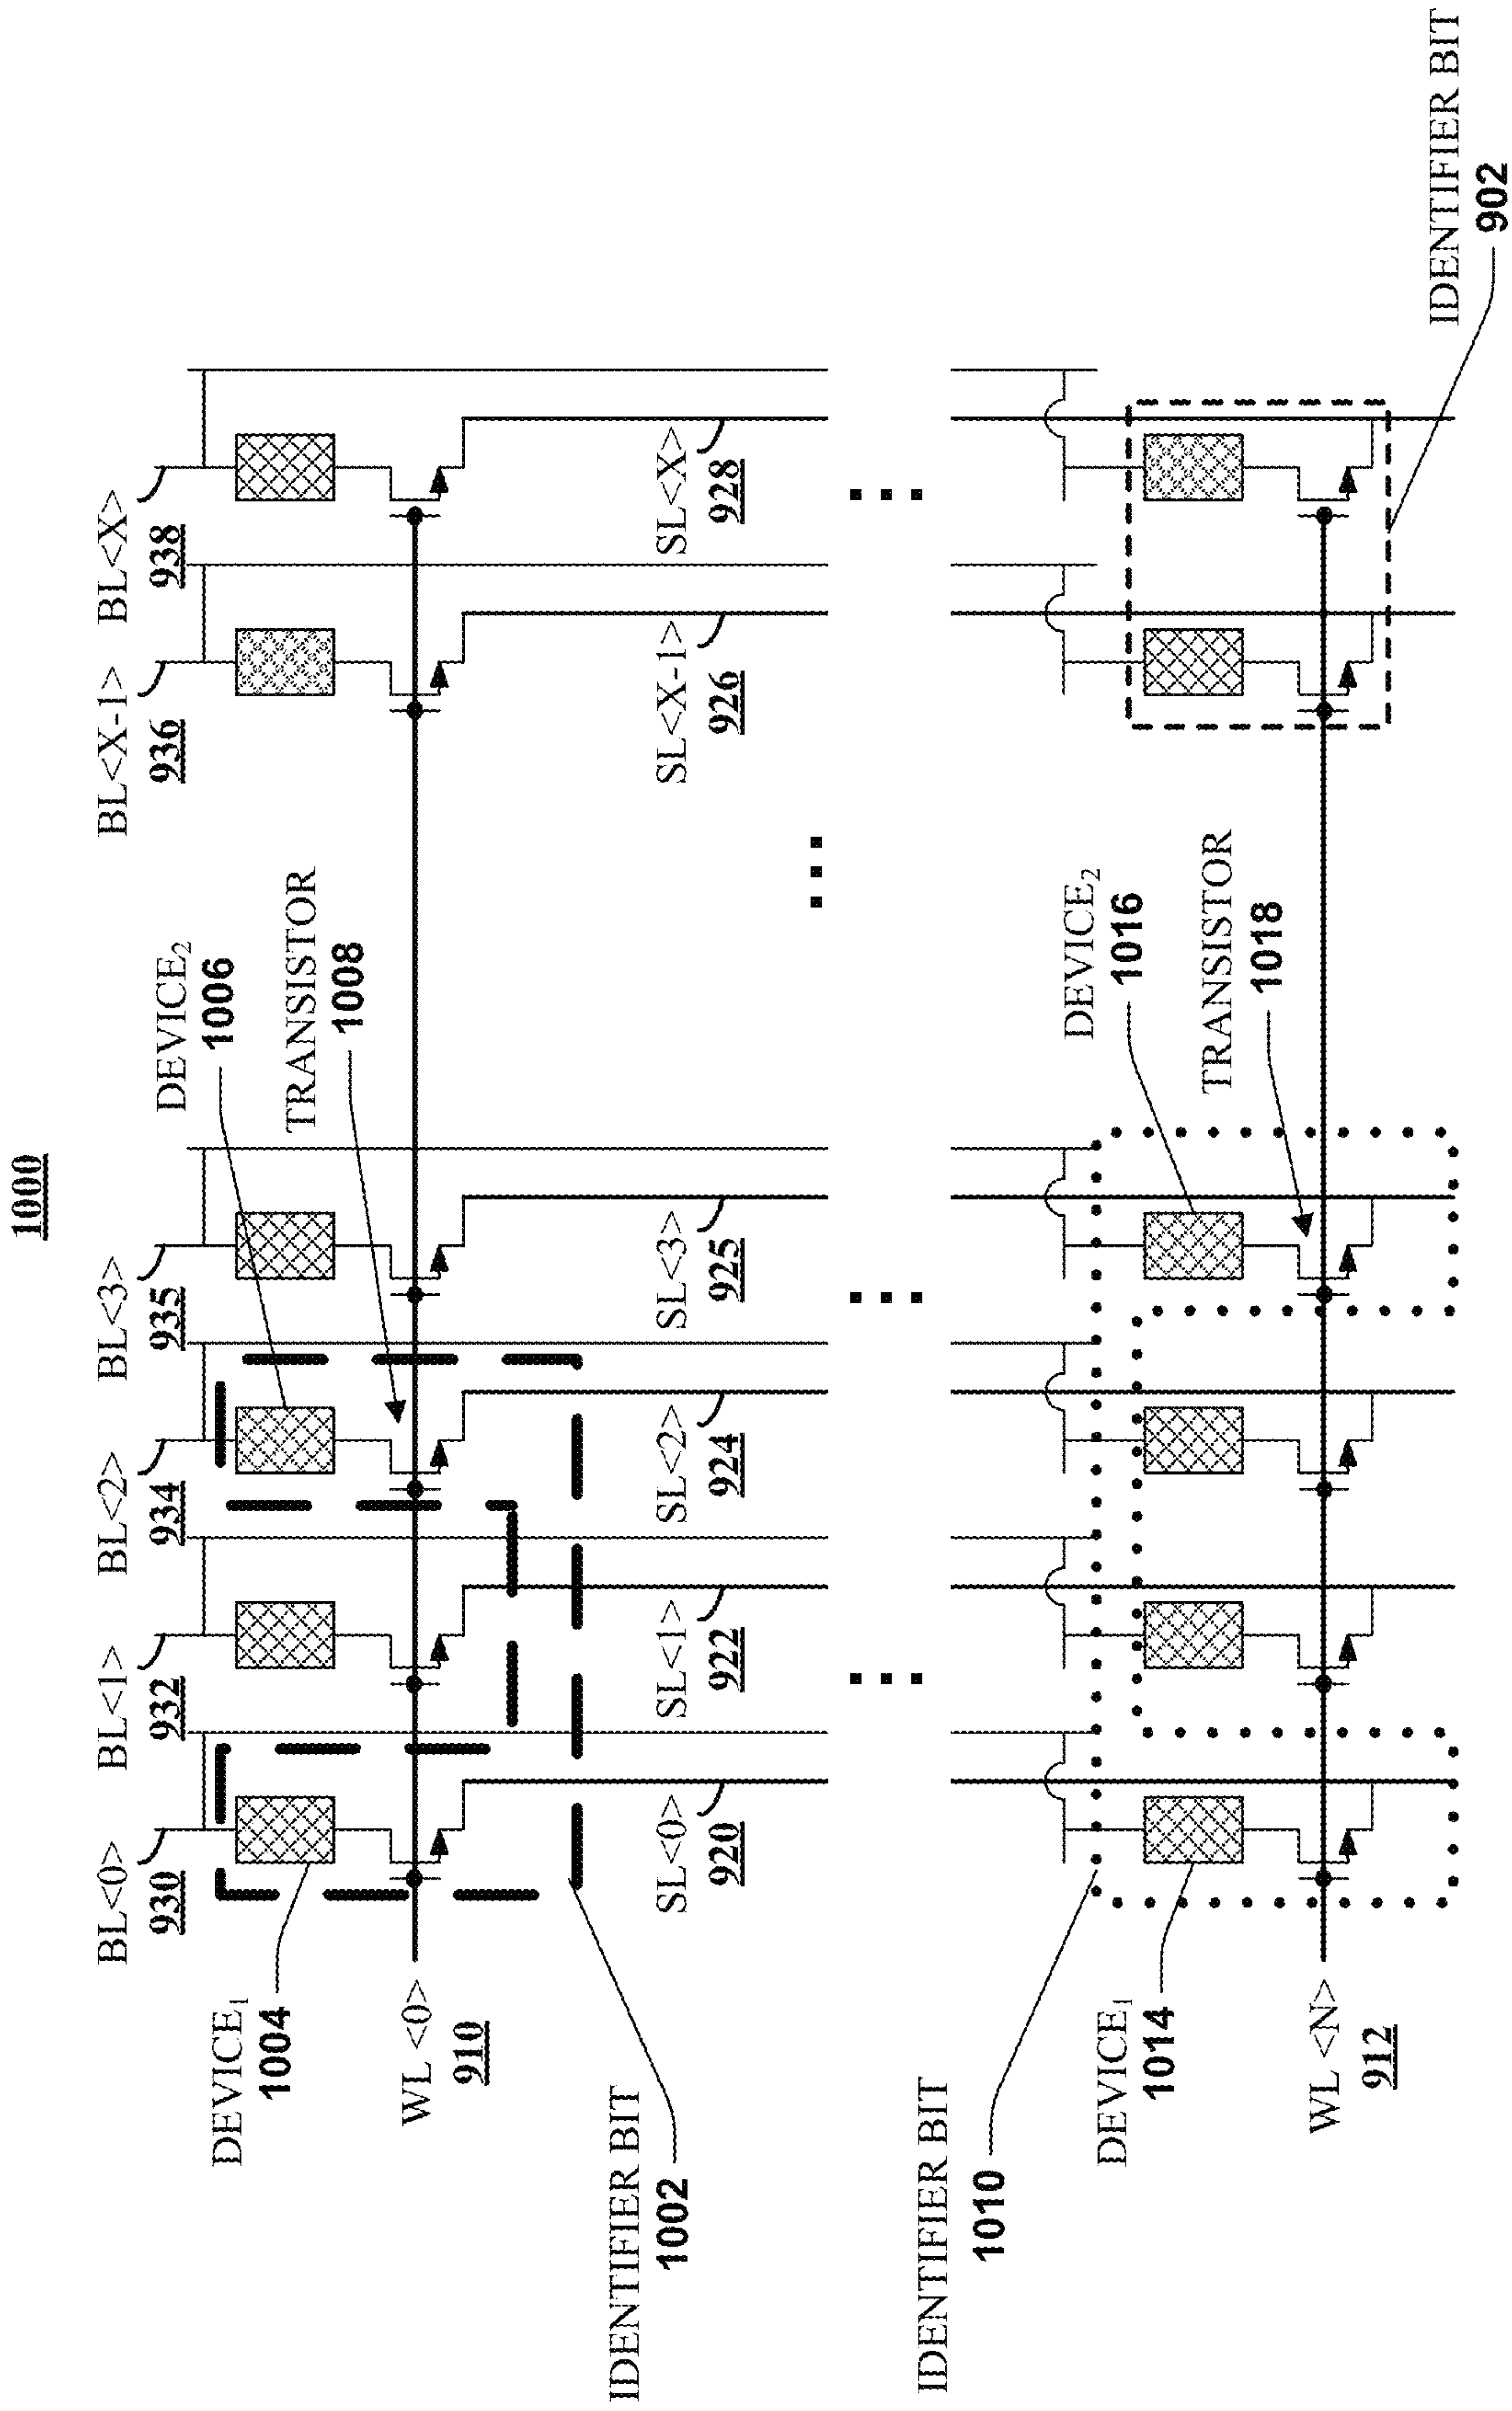 1000
BL<0>
930
BL<1>
932
BL<2>
934
BL<3>
935
BL<X-1>
936
BL<X>
938
DEVICE₁
1004
DEVICE₂
1006
TRANSISTOR
1008
WL <0>
910
IDENTIFIER BIT
1002
SL<0>
920
SL<1>
922
SL<2>
924
SL<3>
925
SL<X-1>
926
SL<X>
928
IDENTIFIER BIT
1010
DEVICE₁
1014
DEVICE₂
1016
TRANSISTOR
1018
WL <N>
912
IDENTIFIER BIT
902